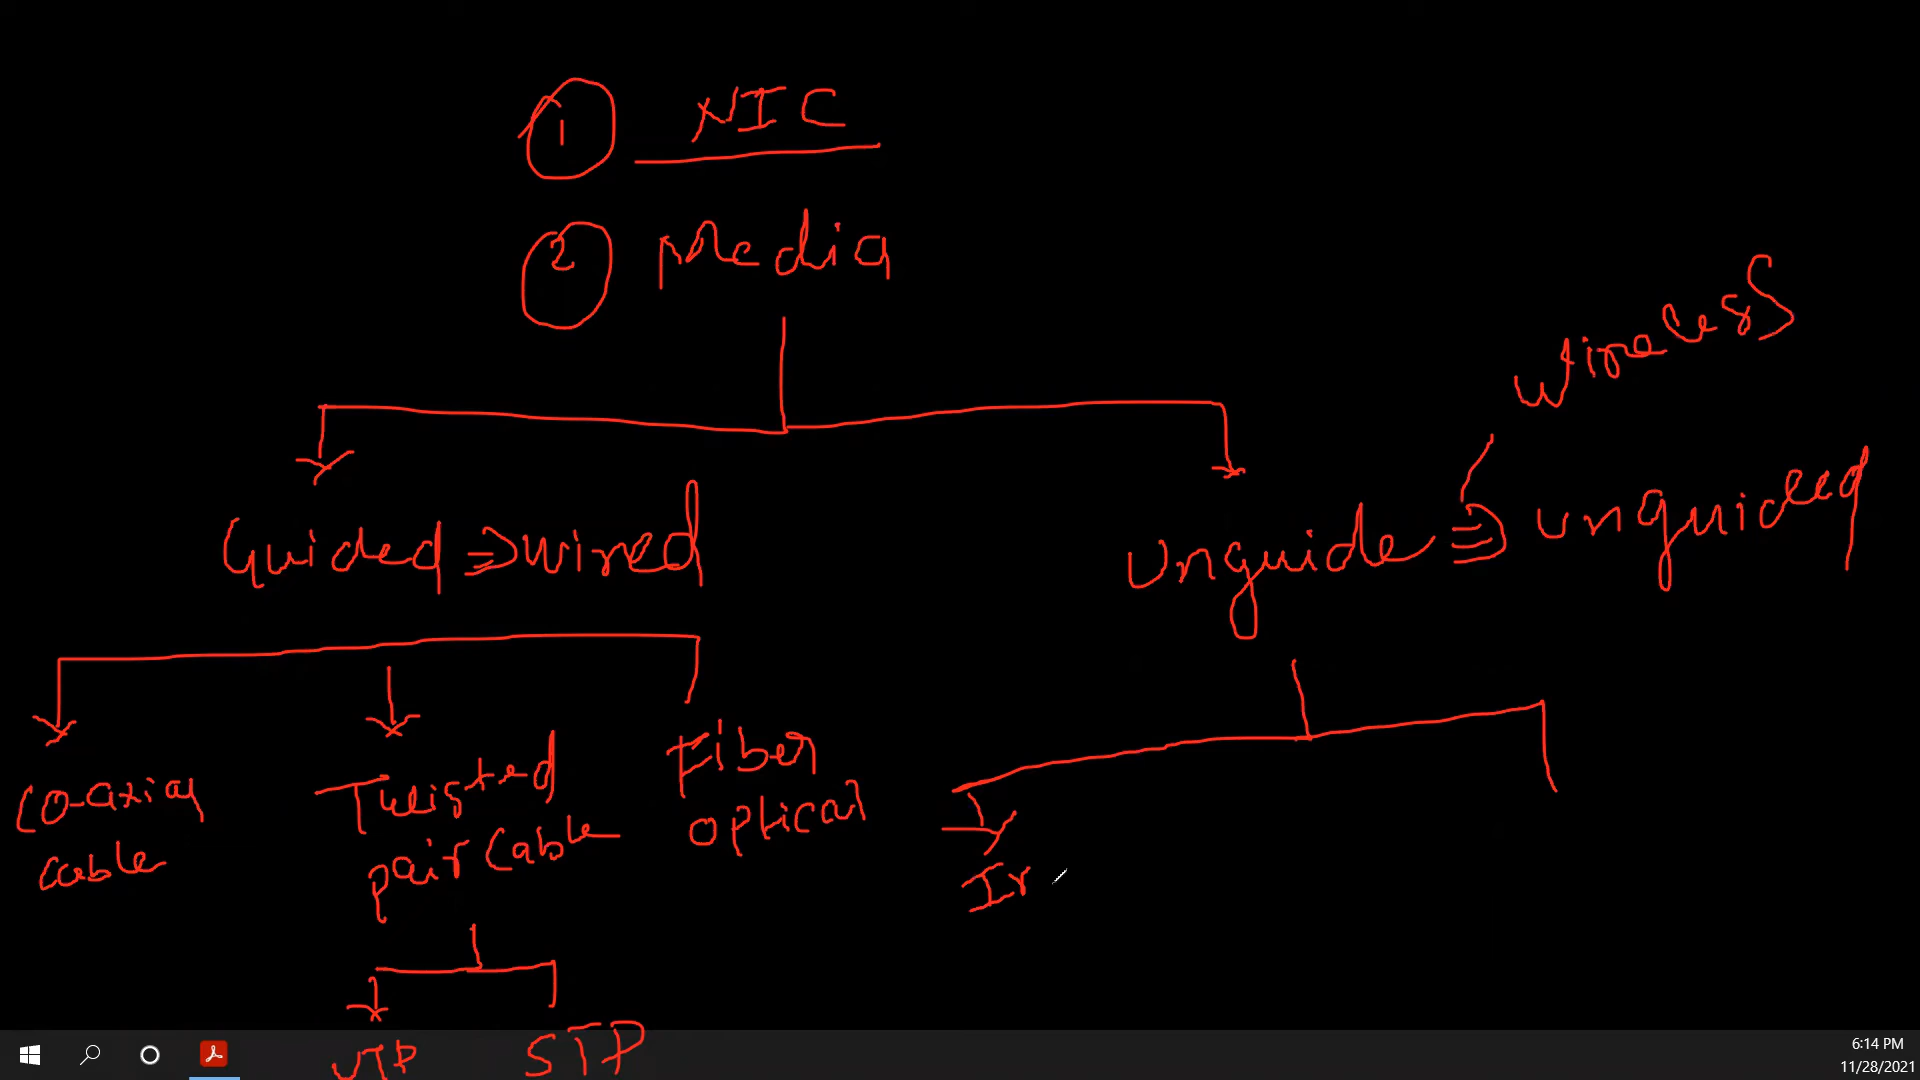 1 NIC
2 Media
Wireless
Guided ⇒ wired
Unguide ⇒ unguided
Co-axial
cable
Twisted
pair cable
Fiber
optical
Ir
UTP
STP
6:14 PM
11/28/2021